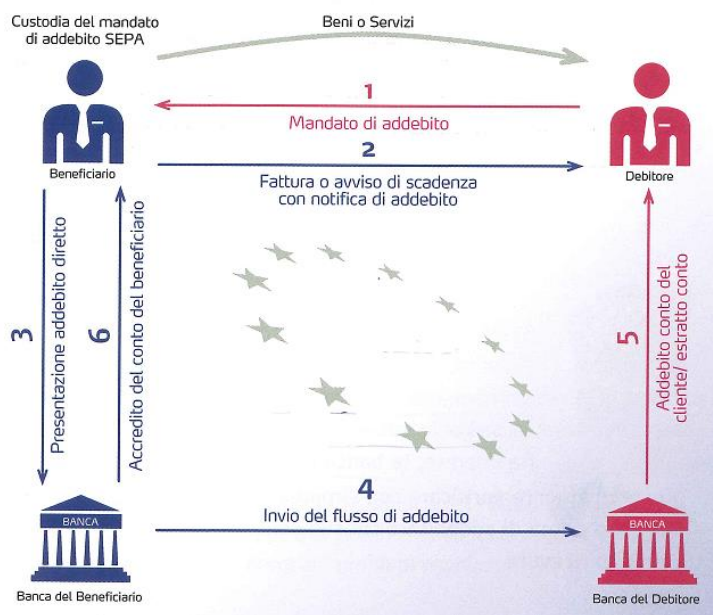 Custodia del mandato
di addebito SEPA
Beni o Servizi
1
Mandato di addebito
2
Fattura o avviso di scadenza
con notifica di addebito
Beneficiario
Debitore
3
Presentazione addebito diretto
6
Accredito del conto del beneficiario
5
Addebito conto del
cliente/ estratto conto
4
Invio del flusso di addebito
BANCA
Banca del Beneficiario
BANCA
Banca del Debitore